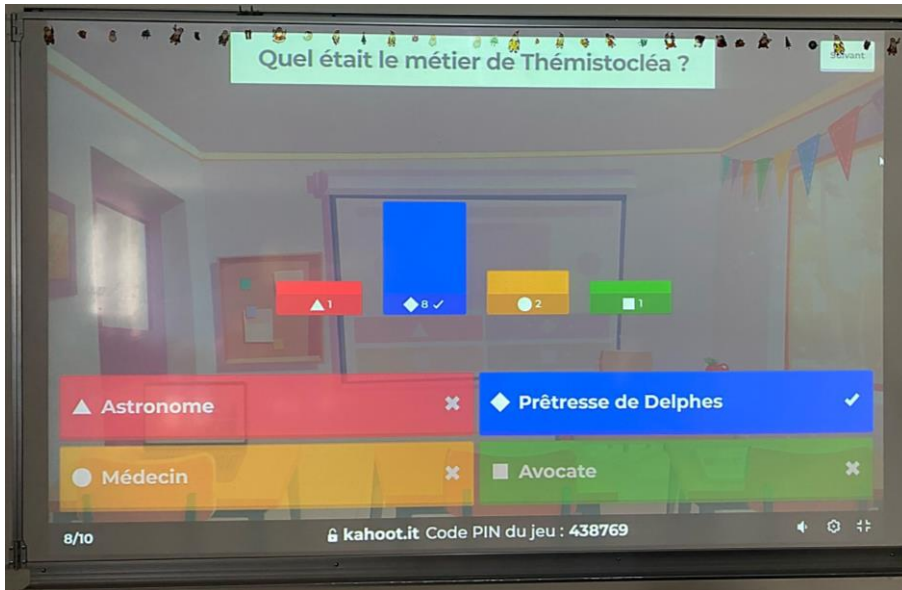 Quel était le métier de Thémistocléa ?
Suivant
1
8
2
1
Astronome
Prêtresse de Delphes
Médecin
Avocate
8/10
kahoot.it Code PIN du jeu : 438769